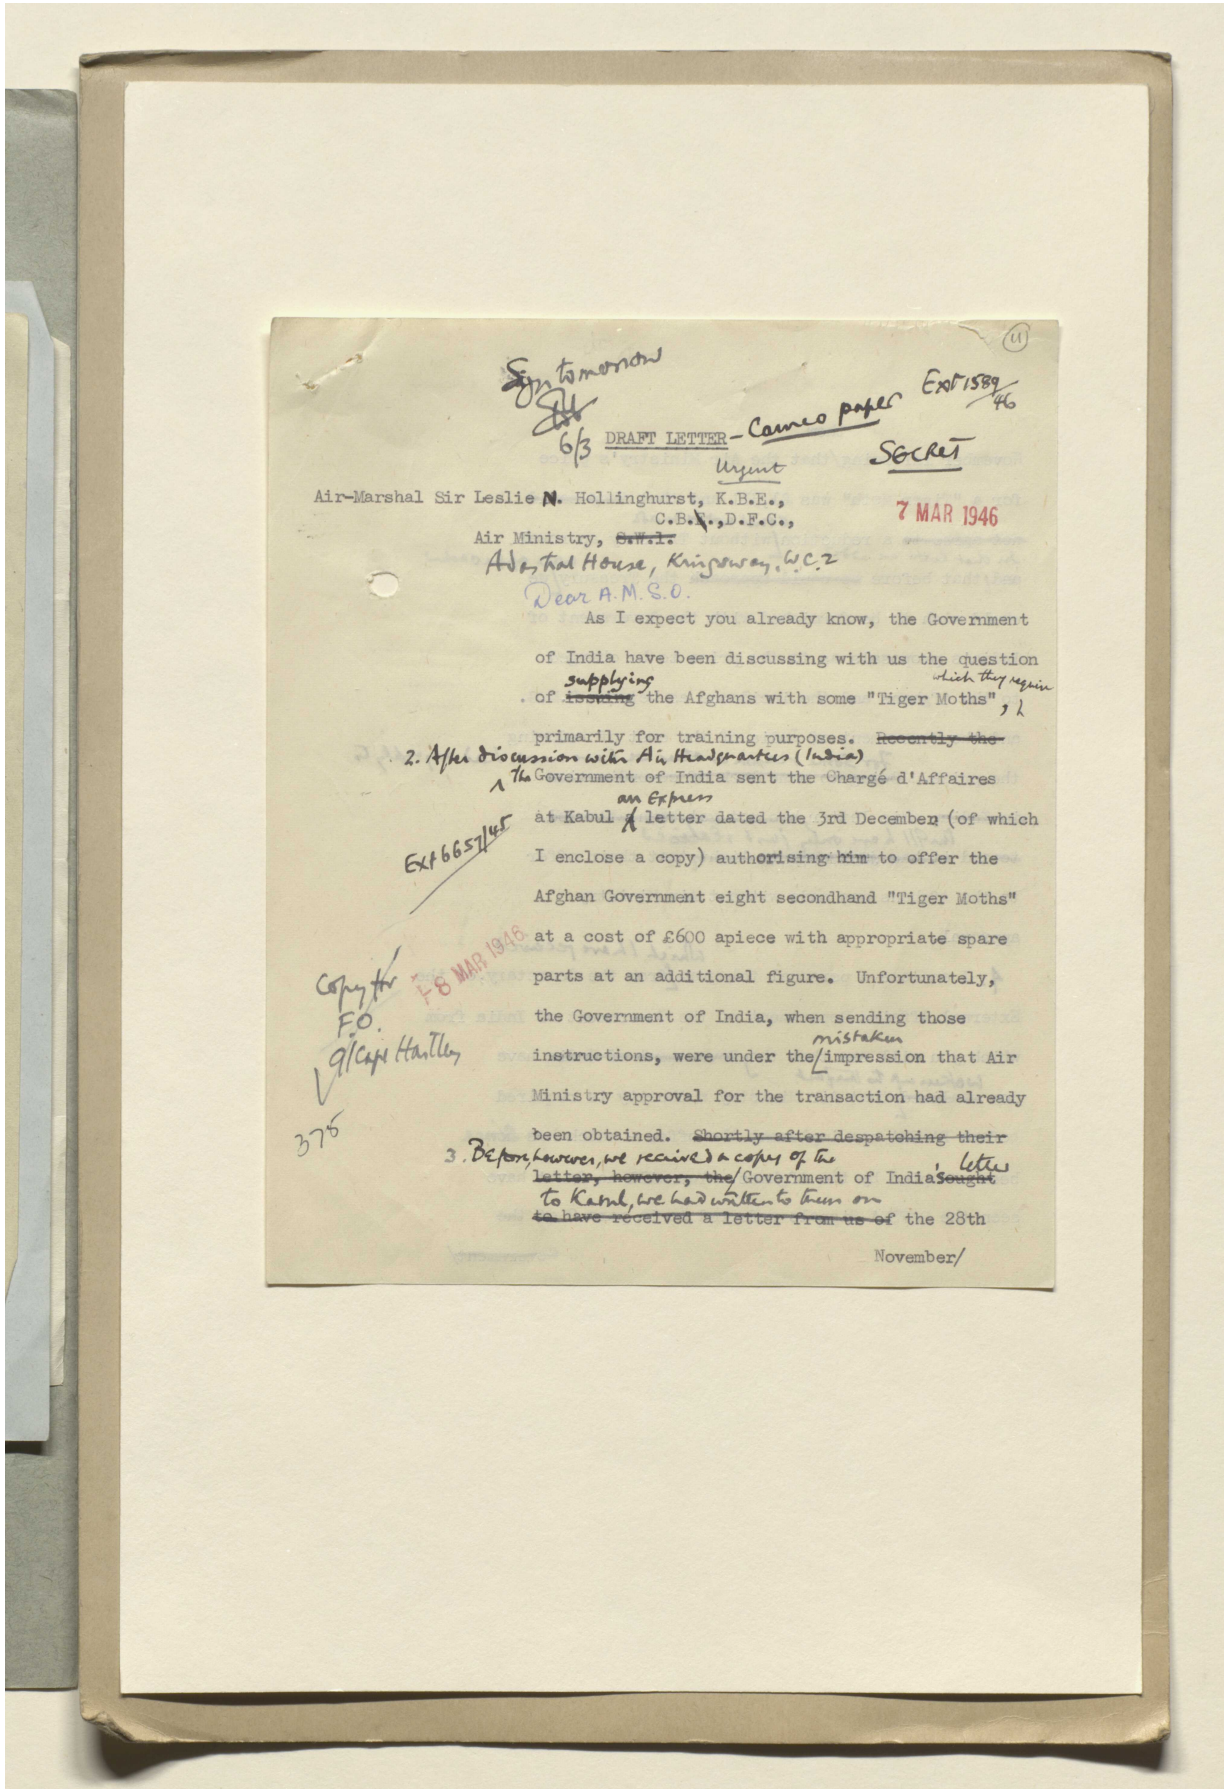 11
Sgn tomorrow
6/3 DRAFT LETTER - Cameo paper Ext 1589/46
Urgent SECRET
Air-Marshal Sir Leslie N. Hollinghurst, K.B.E.,
C.B.E.,D.F.C., 7 MAR 1946
Air Ministry, S.W.1.
Adastral House, Kingsway, W.C.2
Dear A.M.S.O.
As I expect you already know, the Government
of India have been discussing with us the question
supplying which they require
of issuing the Afghans with some "Tiger Moths",
primarily for training purposes. Recently the
2. After discussion with Air Headquarters (India)
the Government of India sent the Chargé d'Affaires
an Express
at Kabul a letter dated the 3rd December (of which
Ext 6657/45
I enclose a copy) authorising him to offer the
Afghan Government eight secondhand "Tiger Moths"
at a cost of £600 apiece with appropriate spare
8 MAR 1946
parts at an additional figure. Unfortunately,
Copy for
F.O.
the Government of India, when sending those
mistaken
G/Capt Hartley
instructions, were under the/impression that Air
Ministry approval for the transaction had already
378
been obtained. Shortly after despatching their
3. Before, however, we received a copy of the letter
letter, however, the/Government of India's sought
to Kabul, we had written to them on
to have received a letter from us of the 28th
November/